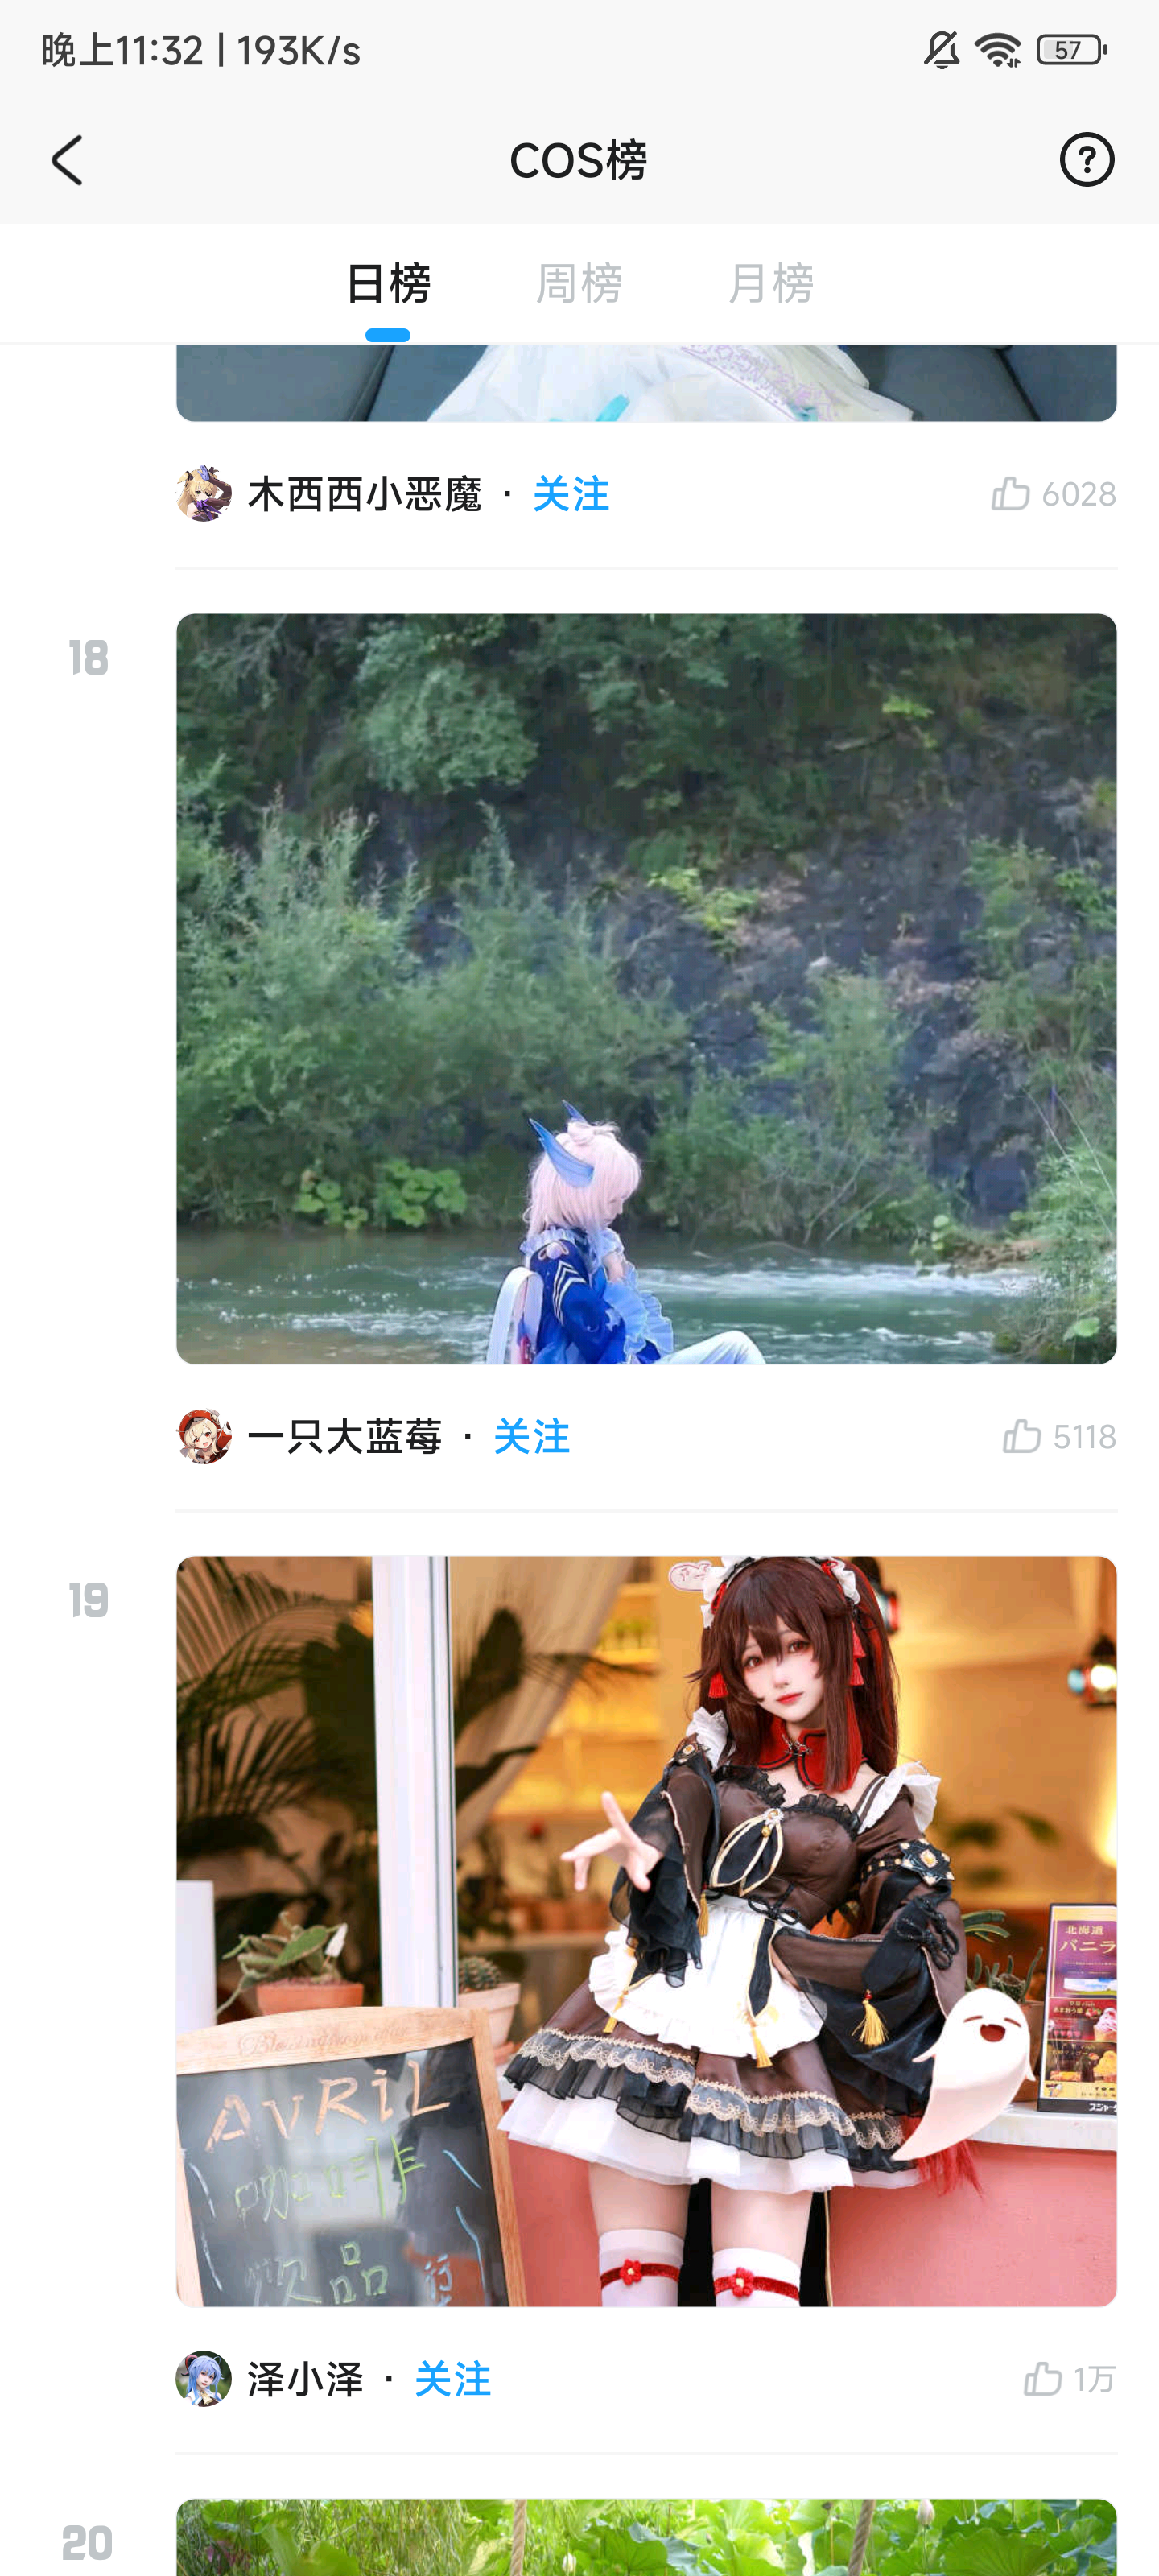 晚上11:32 | 193K/s
57
COS榜
日榜 周榜 月榜
木西西小恶魔 · 关注 6028
18
一只大蓝莓 · 关注 5118
19
北海道
バニラ
AVRiL
咖啡
饮品
泽小泽 · 关注 1万
20